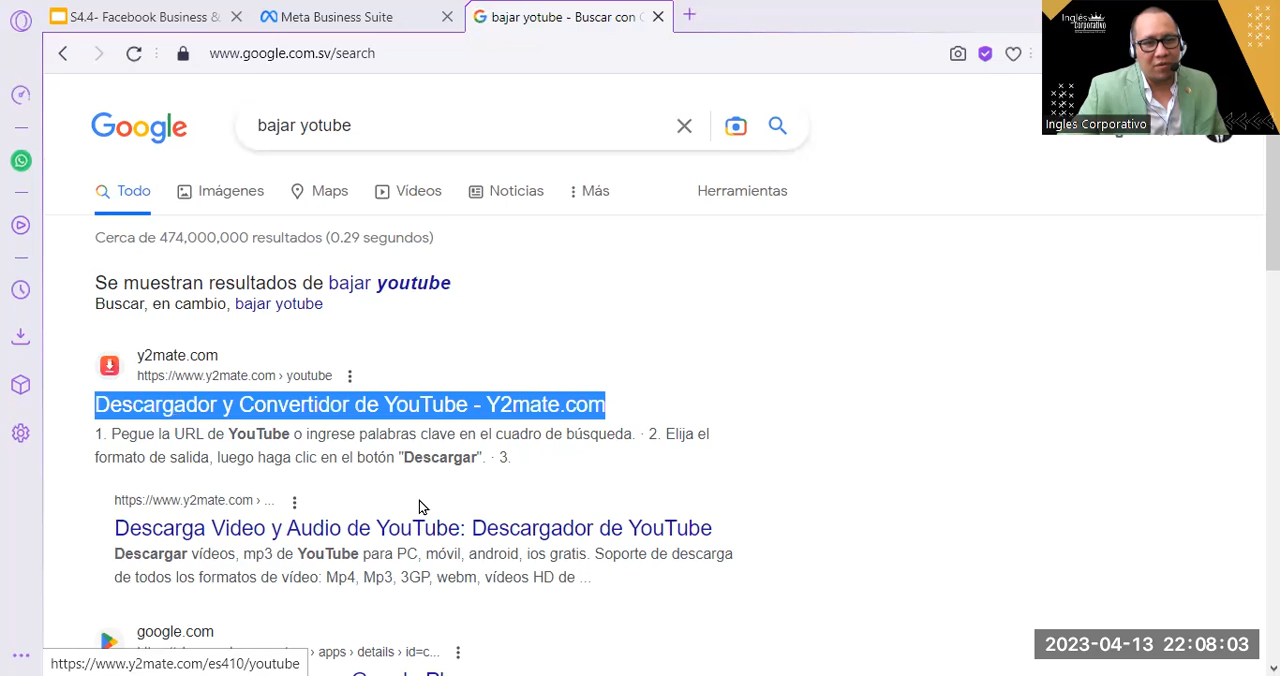 S4.4- Facebook Business &
Meta Business Suite
bajar yotube - Buscar con G
www.google.com.sv/search
Inglés
Corporativo
Ingles Corporativo
Google
bajar yotube
Todo
Imágenes
Maps
Videos
Noticias
Más
Herramientas
Cerca de 474,000,000 resultados (0.29 segundos)
Se muestran resultados de bajar youtube
Buscar, en cambio, bajar yotube
y2mate.com
https://www.y2mate.com › youtube
Descargador y Convertidor de YouTube - Y2mate.com
1. Pegue la URL de YouTube o ingrese palabras clave en el cuadro de búsqueda. · 2. Elija el
formato de salida, luego haga clic en el botón "Descargar". · 3.
https://www.y2mate.com › ...
Descarga Video y Audio de YouTube: Descargador de YouTube
Descargar vídeos, mp3 de YouTube para PC, móvil, android, ios gratis. Soporte de descarga
de todos los formatos de vídeo: Mp4, Mp3, 3GP, webm, vídeos HD de ...
google.com
› apps › details › id=c...
https://www.y2mate.com/es410/youtube
2023-04-13 22:08:03